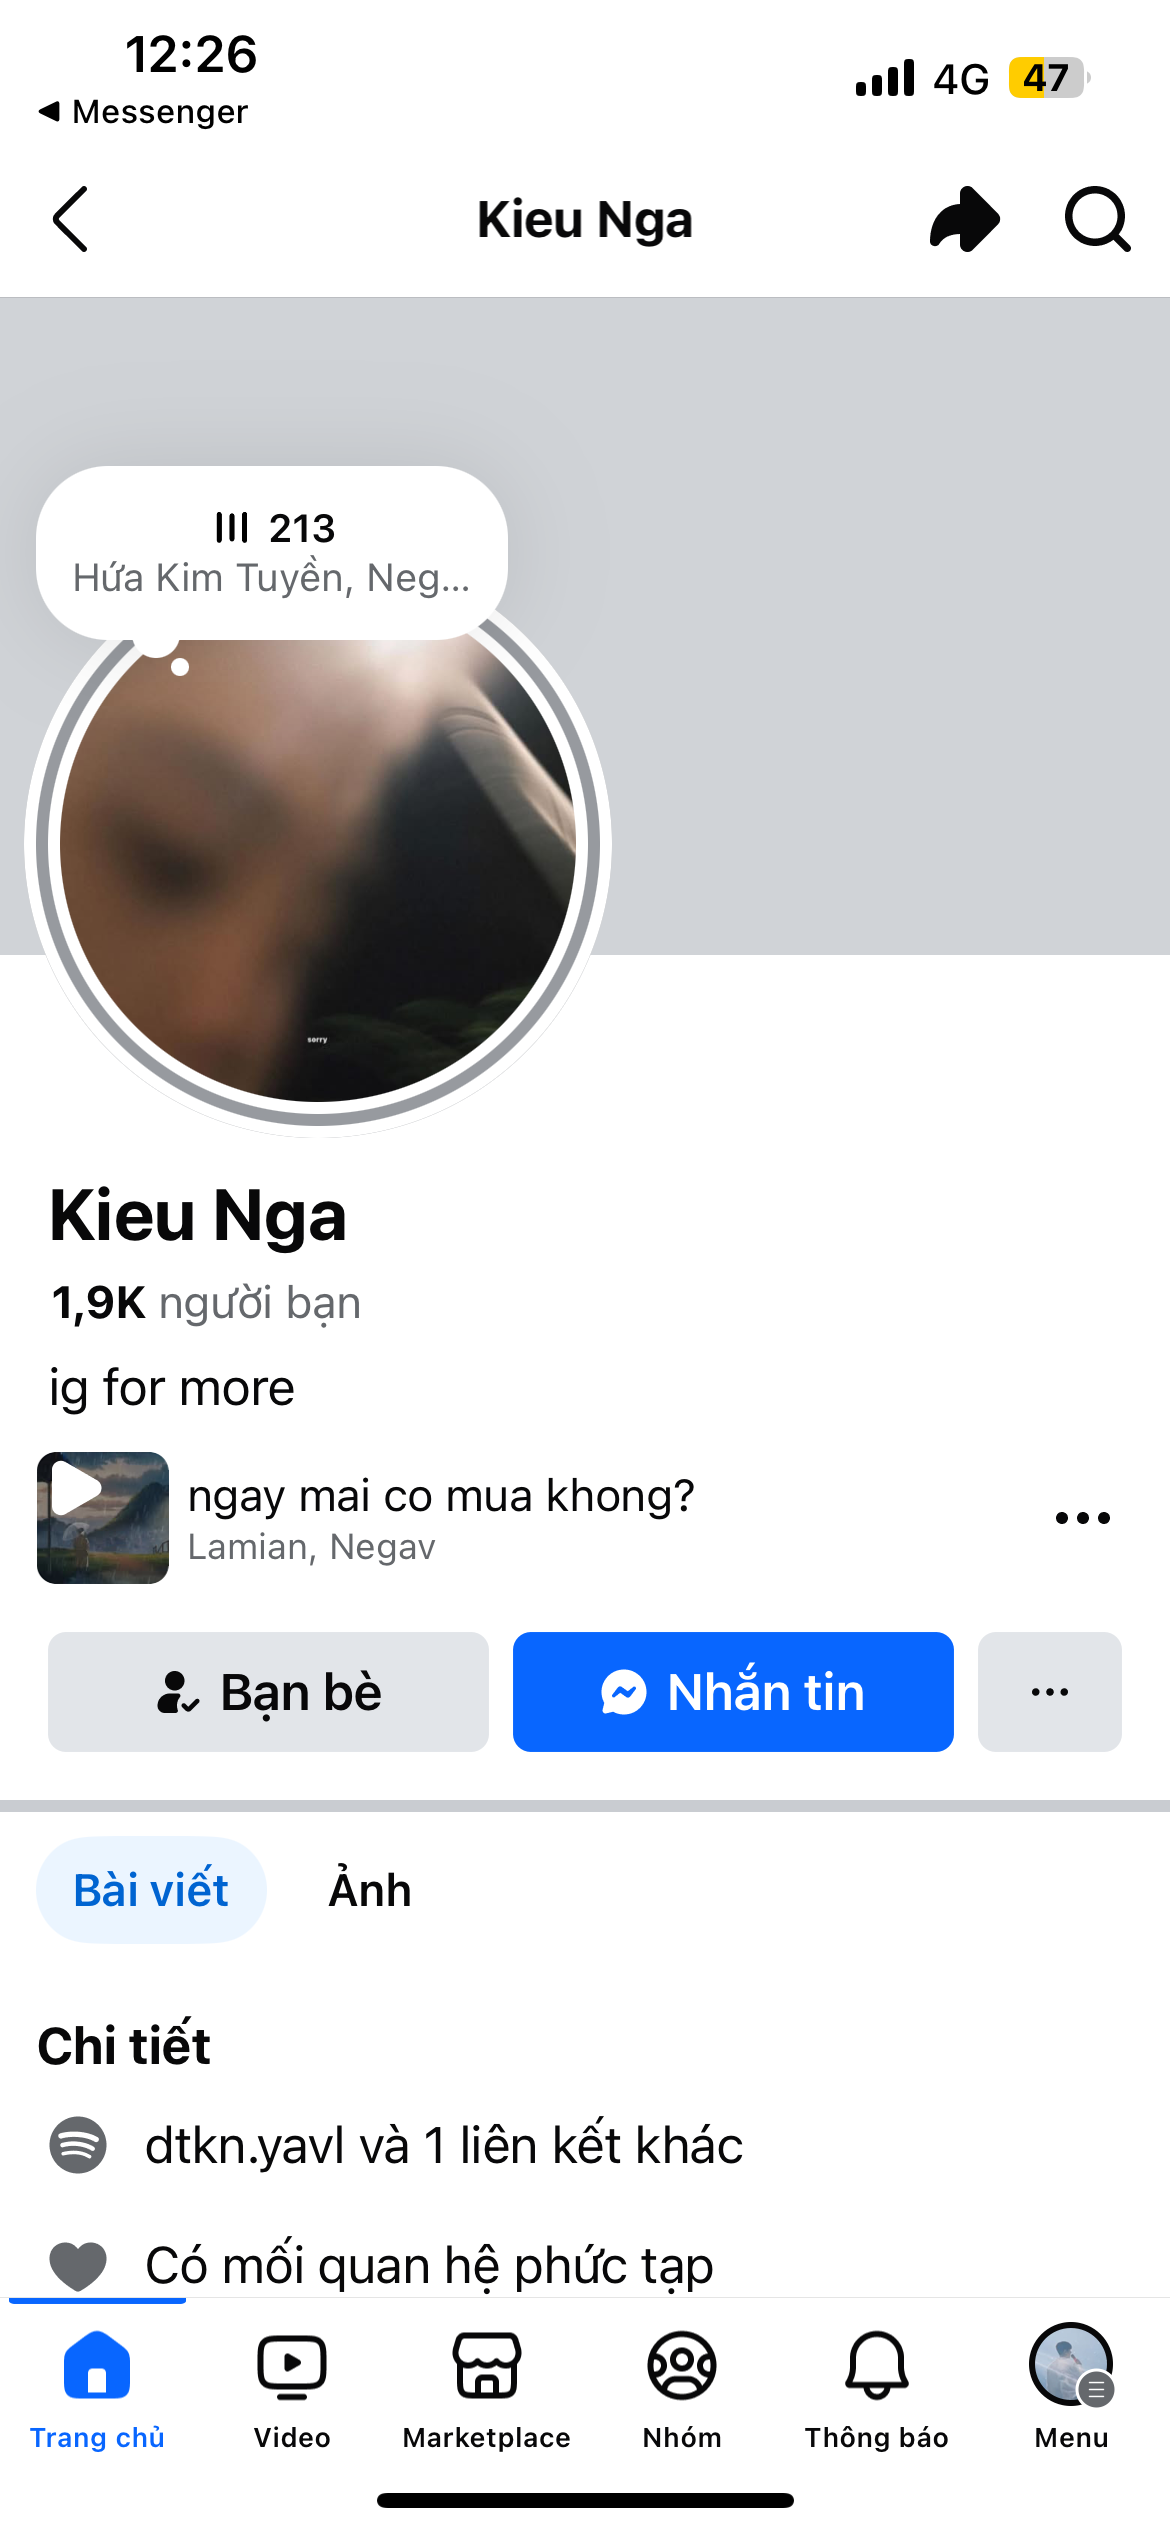 12:26
4G
47
Messenger
Kieu Nga
213
Hứa Kim Tuyền, Neg...
sorry
Kieu Nga
1,9K người bạn
ig for more
ngay mai co mua khong?
Lamian, Negav
Bạn bè
Nhắn tin
Bài viết
Ảnh
Chi tiết
dtkn.yavl và 1 liên kết khác
Có mối quan hệ phức tạp
Trang chủ
Video
Marketplace
Nhóm
Thông báo
Menu